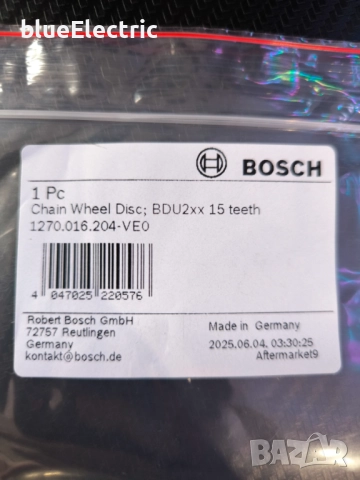 blueElectric
BOSCH
1 Pc
Chain Wheel Disc; BDU2xx 15 teeth
1270.016.204-VE0
4 047025 220576
Robert Bosch GmbH
72757 Reutlingen
Germany
kontakt@bosch.de
Made in Germany
2025.06.04, 03:30:25
Aftermarket9
BAZAR